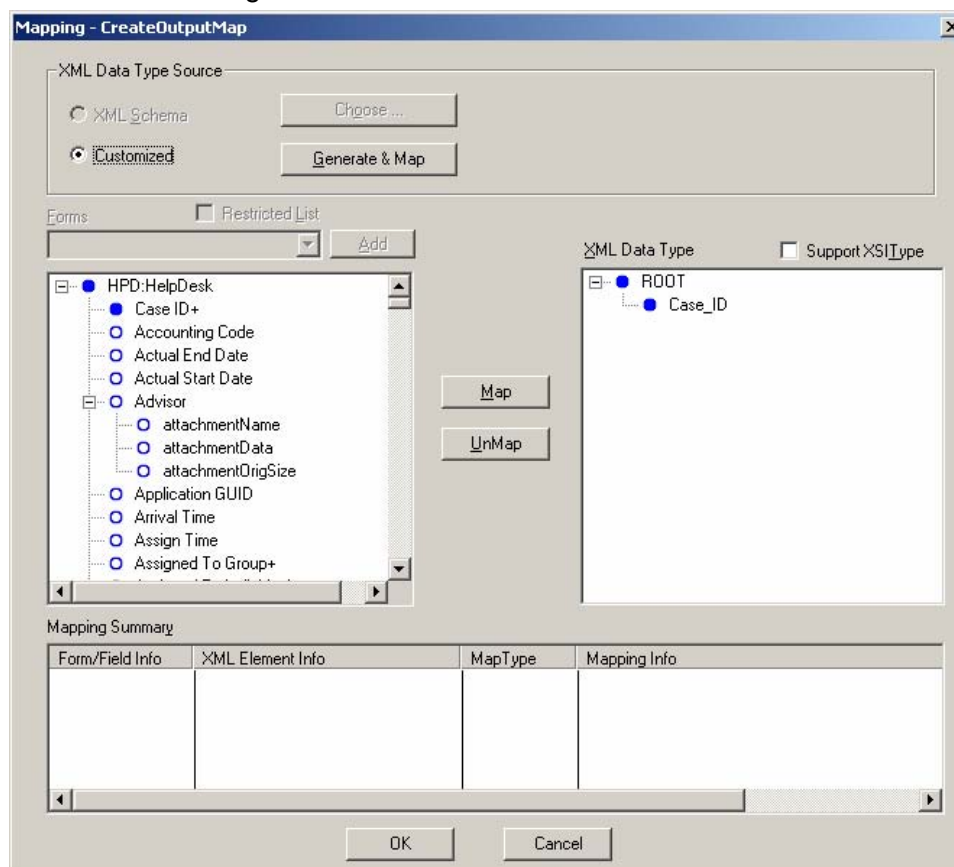 Mapping - CreateOutputMap
XML Data Type Source
XML Schema
Choose ...
Customized
Generate & Map
Forms
Restricted List
Add
XML Data Type
Support XSIType
HPD:HelpDesk
Case ID+
Accounting Code
Actual End Date
Actual Start Date
Advisor
attachmentName
attachmentData
attachmentOrigSize
Application GUID
Arrival Time
Assign Time
Assigned To Group+
ROOT
Case_ID
Map
UnMap
Mapping Summary
Form/Field Info XML Element Info MapType Mapping Info
OK Cancel